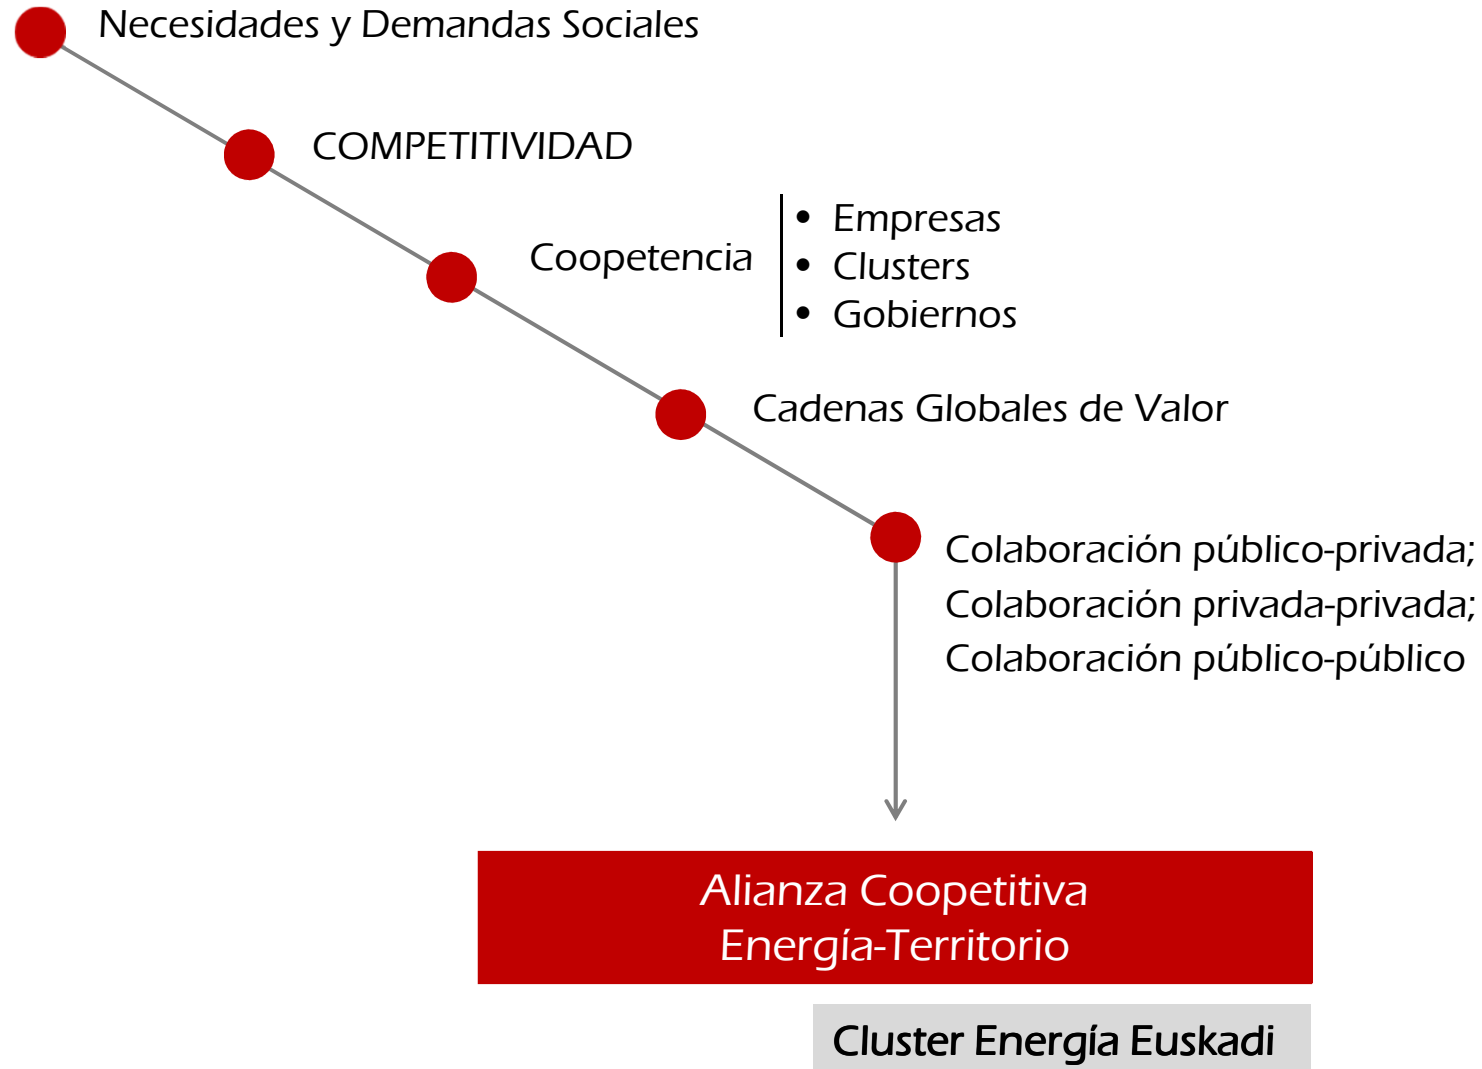 Necesidades y Demandas Sociales
COMPETITIVIDAD
Coopetencia
• Empresas
• Clusters
• Gobiernos
Cadenas Globales de Valor
Colaboración público-privada;
Colaboración privada-privada;
Colaboración público-público
Alianza Coopetitiva
Energía-Territorio
Cluster Energía Euskadi